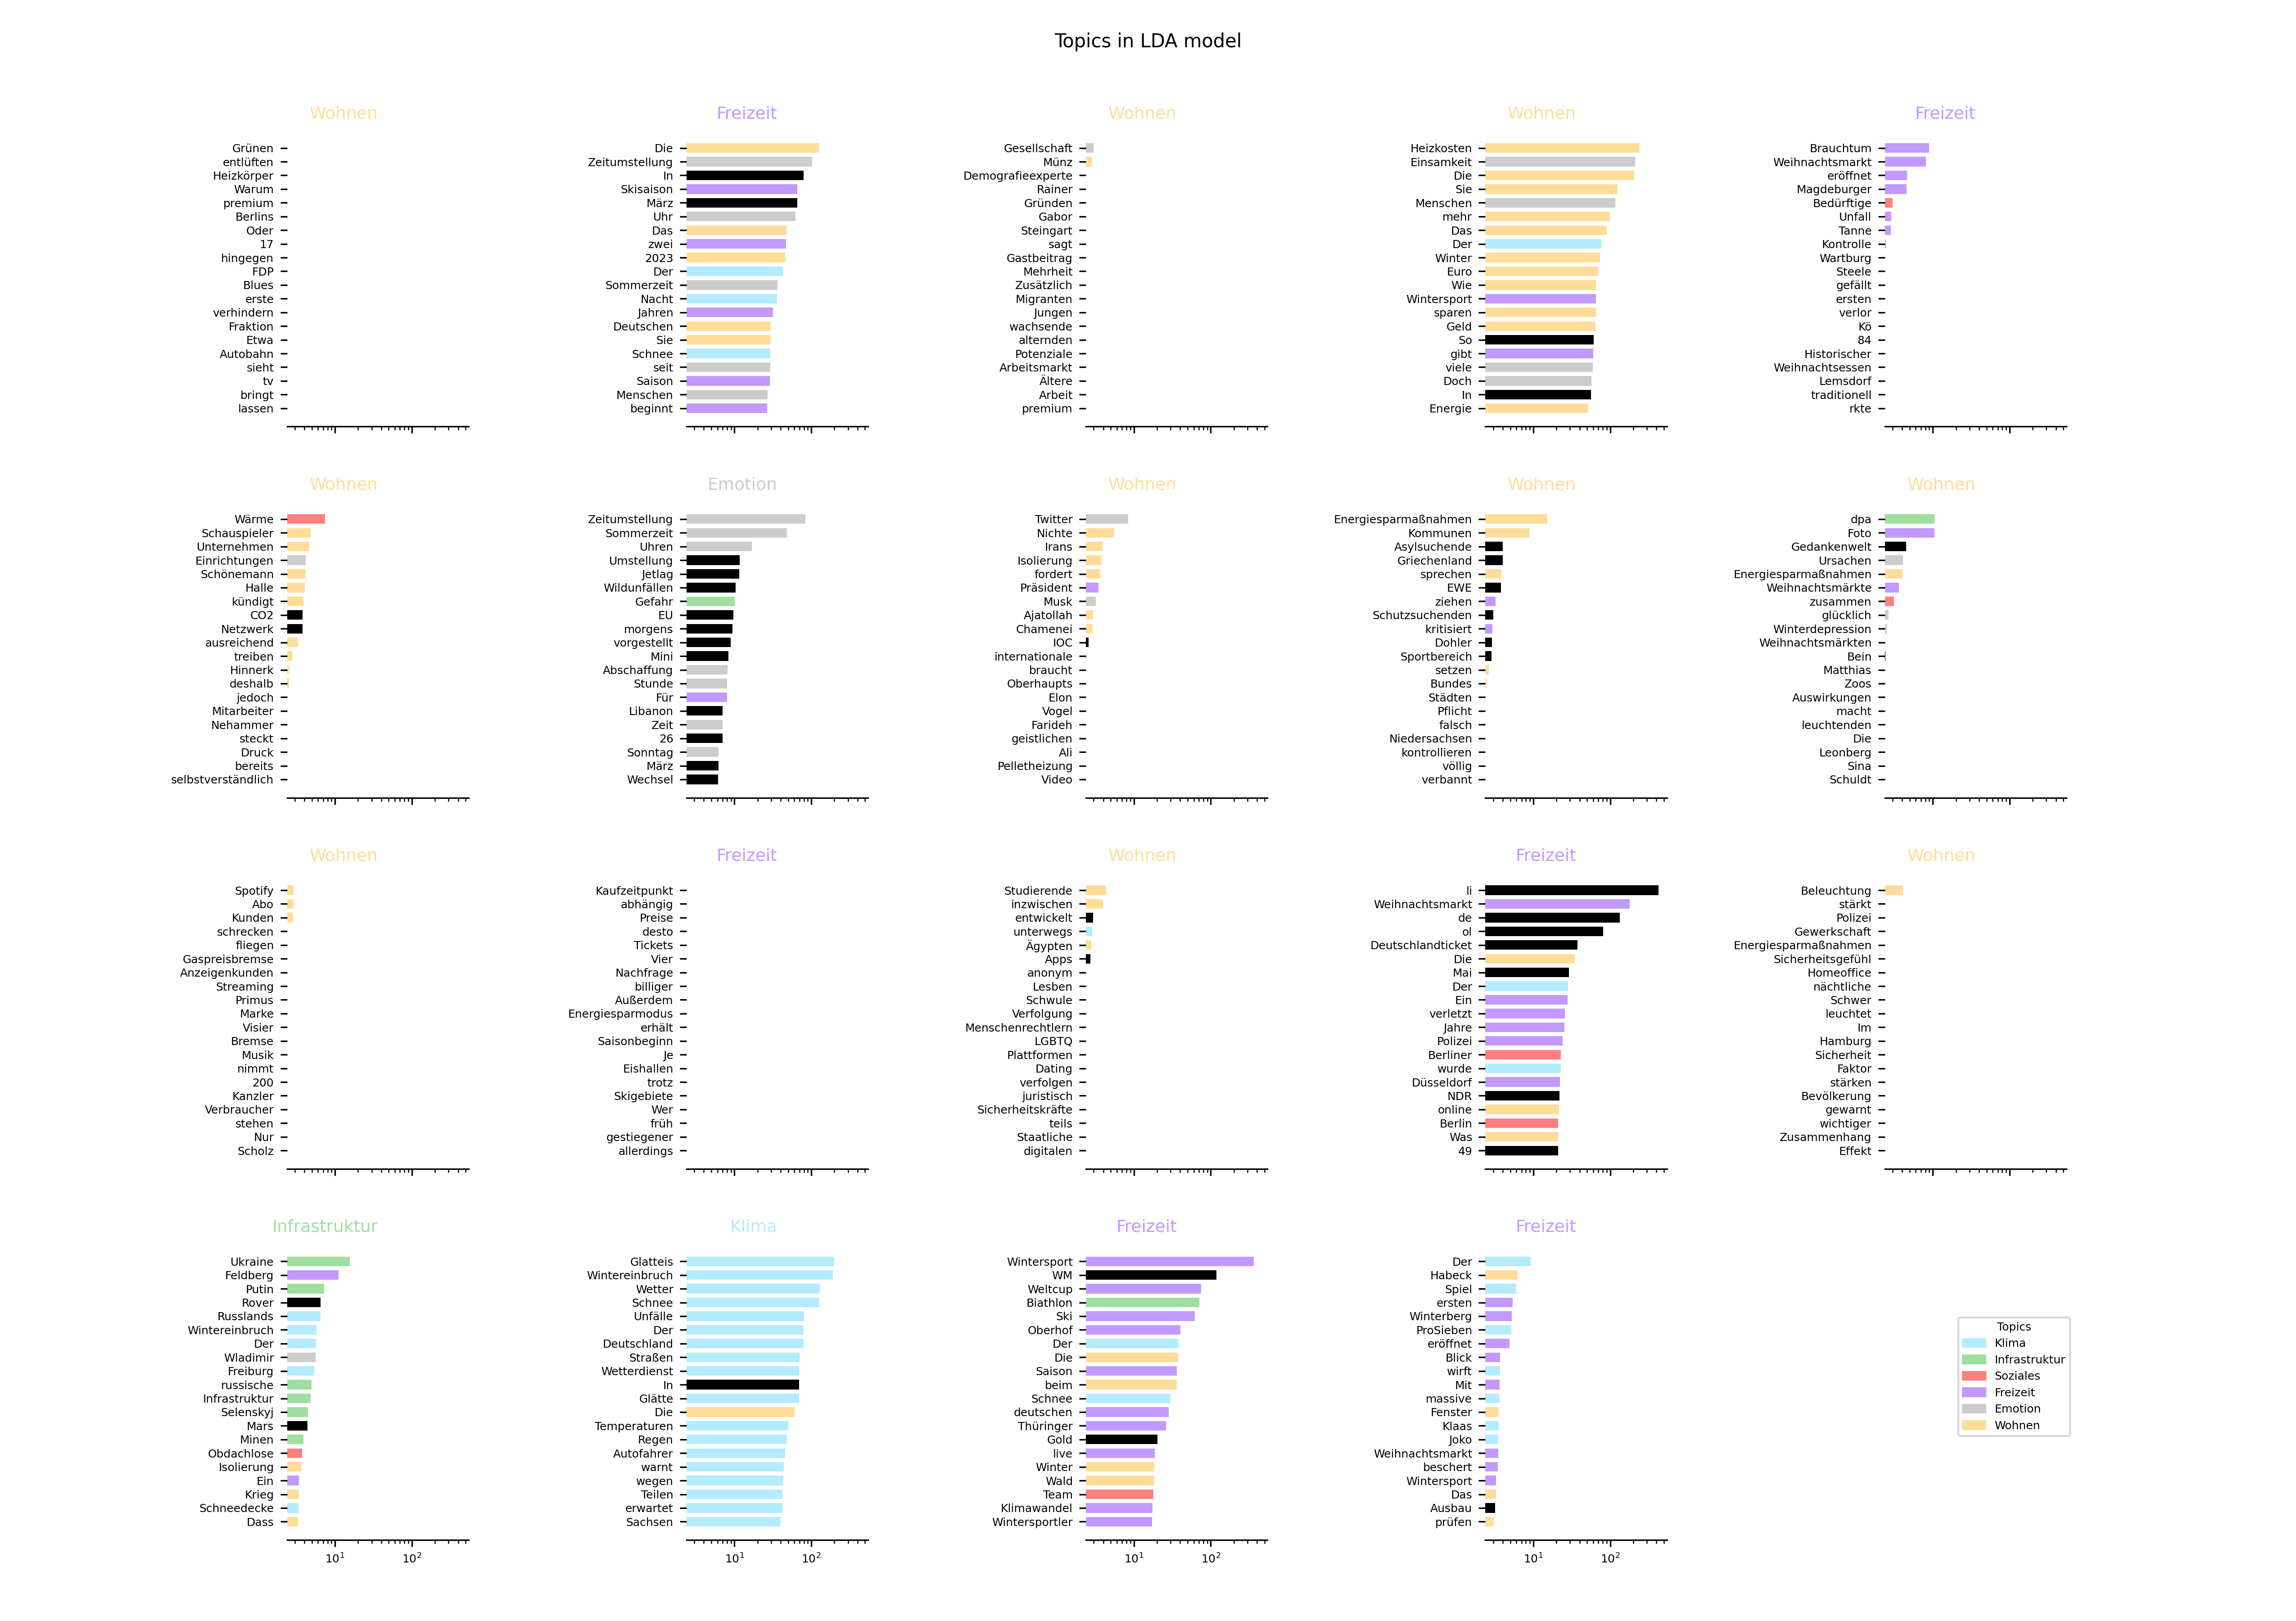 Topics in LDA model
Wohnen
Grünen
entlüften
Heizkörper
Warum
premium
Berlins
Oder
17
hingegen
FDP
Blues
erste
verhindern
Fraktion
Etwa
Autobahn
sieht
tv
bringt
lassen
Freizeit
Die
Zeitumstellung
In
Skisaison
März
Uhr
Das
zwei
2023
Der
Sommerzeit
Nacht
Jahren
Deutschen
Sie
Schnee
seit
Saison
Menschen
beginnt
Wohnen
Gesellschaft
Münz
Demografieexperte
Rainer
Gründen
Gabor
Steingart
sagt
Gastbeitrag
Mehrheit
Zusätzlich
Migranten
Jungen
wachsende
alternden
Potenziale
Arbeitsmarkt
Ältere
Arbeit
premium
Wohnen
Heizkosten
Einsamkeit
Die
Sie
Menschen
mehr
Das
Der
Winter
Euro
Wie
Wintersport
sparen
Geld
So
gibt
viele
Doch
In
Energie
Freizeit
Brauchtum
Weihnachtsmarkt
eröffnet
Magdeburger
Bedürftige
Unfall
Tanne
Kontrolle
Wartburg
Steele
gefällt
ersten
verlor
Kö
84
Historischer
Weihnachtsessen
Lemsdorf
traditionell
rkte
Wohnen
Wärme
Schauspieler
Unternehmen
Einrichtungen
Schönemann
Halle
kündigt
CO2
Netzwerk
ausreichend
treiben
Hinnerk
deshalb
jedoch
Mitarbeiter
Nehammer
steckt
Druck
bereits
selbstverständlich
Emotion
Zeitumstellung
Sommerzeit
Uhren
Umstellung
Jetlag
Wildunfällen
Gefahr
EU
morgens
vorgestellt
Mini
Abschaffung
Stunde
Für
Libanon
Zeit
26
Sonntag
März
Wechsel
Wohnen
Twitter
Nichte
Irans
Isolierung
fordert
Präsident
Musk
Ajatollah
Chamenei
IOC
internationale
braucht
Oberhaupts
Elon
Vogel
Farideh
geistlichen
Ali
Pelletheizung
Video
Wohnen
Energiesparmaßnahmen
Kommunen
Asylsuchende
Griechenland
sprechen
EWE
ziehen
Schutzsuchenden
kritisiert
Dohler
Sportbereich
setzen
Bundes
Städten
Pflicht
falsch
Niedersachsen
kontrollieren
völlig
verbannt
Wohnen
dpa
Foto
Gedankenwelt
Ursachen
Energiesparmaßnahmen
Weihnachtsmärkte
zusammen
glücklich
Winterdepression
Weihnachtsmärkten
Bein
Matthias
Zoos
Auswirkungen
macht
leuchtenden
Die
Leonberg
Sina
Schuldt
Wohnen
Spotify
Abo
Kunden
schrecken
fliegen
Gaspreisbremse
Anzeigenkunden
Streaming
Primus
Marke
Visier
Bremse
Musik
nimmt
200
Kanzler
Verbraucher
stehen
Nur
Scholz
Freizeit
Kaufzeitpunkt
abhängig
Preise
desto
Tickets
Vier
Nachfrage
billiger
Außerdem
Energiesparmodus
erhält
Saisonbeginn
Je
Eishallen
trotz
Skigebiete
Wer
früh
gestiegener
allerdings
Wohnen
Studierende
inzwischen
entwickelt
unterwegs
Ägypten
Apps
anonym
Lesben
Schwule
Verfolgung
Menschenrechtlern
LGBTQ
Plattformen
Dating
verfolgen
juristisch
Sicherheitskräfte
teils
Staatliche
digitalen
Freizeit
li
Weihnachtsmarkt
de
ol
Deutschlandticket
Die
Mai
Der
Ein
verletzt
Jahre
Polizei
Berliner
wurde
Düsseldorf
NDR
online
Berlin
Was
49
Wohnen
Beleuchtung
stärkt
Polizei
Gewerkschaft
Energiesparmaßnahmen
Sicherheitsgefühl
Homeoffice
nächtliche
Schwer
leuchtet
Im
Hamburg
Sicherheit
Faktor
stärken
Bevölkerung
gewarnt
wichtiger
Zusammenhang
Effekt
Infrastruktur
Ukraine
Feldberg
Putin
Rover
Russlands
Wintereinbruch
Der
Wladimir
Freiburg
russische
Infrastruktur
Selenskyj
Mars
Minen
Obdachlose
Isolierung
Ein
Krieg
Schneedecke
Dass
10¹ 10²
Klima
Glatteis
Wintereinbruch
Wetter
Schnee
Unfälle
Der
Deutschland
Straßen
Wetterdienst
In
Glätte
Die
Temperaturen
Regen
Autofahrer
warnt
wegen
Teilen
erwartet
Sachsen
10¹ 10²
Freizeit
Wintersport
WM
Weltcup
Biathlon
Ski
Oberhof
Der
Die
Saison
beim
Schnee
deutschen
Thüringer
Gold
live
Winter
Wald
Team
Klimawandel
Wintersportler
10¹ 10²
Freizeit
Der
Habeck
Spiel
ersten
Winterberg
ProSieben
eröffnet
Blick
wirft
Mit
massive
Fenster
Klaas
Joko
Weihnachtsmarkt
beschert
Wintersport
Das
Ausbau
prüfen
10¹ 10²
Topics
Klima
Infrastruktur
Soziales
Freizeit
Emotion
Wohnen